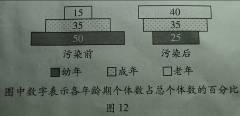 15 40
35 35
50 25
污染前 污染后
幼年 成年 老年
图中数字表示各年龄期个体数占总个体数的百分比
图12